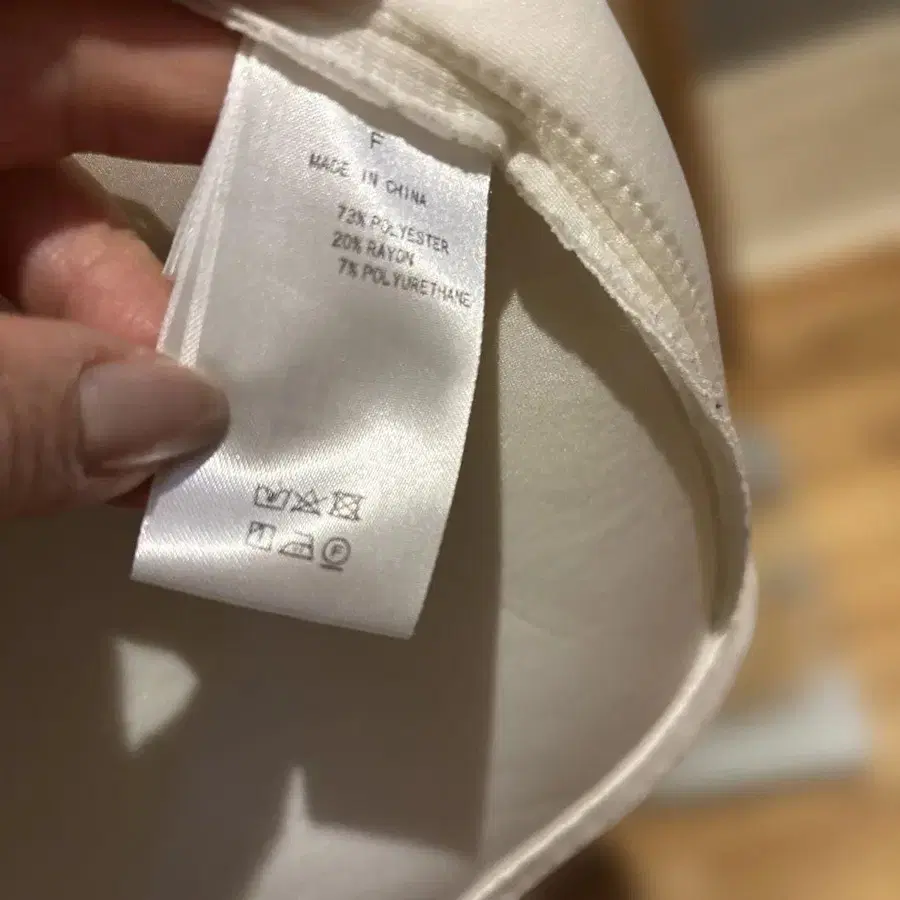 F
MADE IN CHINA
73% POLYESTER
20% RAYON
7% POLYURETHANE
F